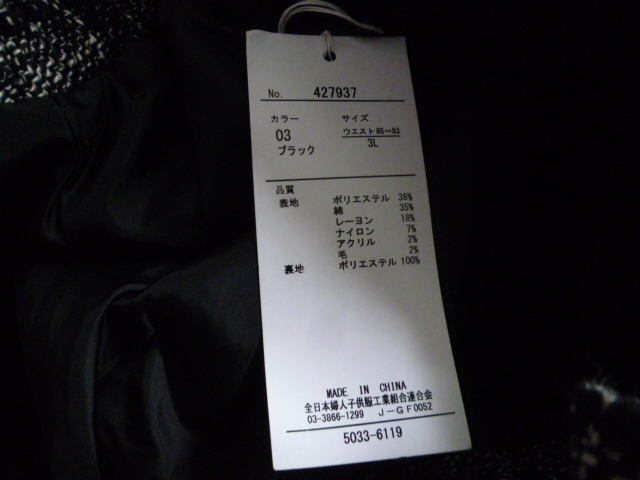 No. 427937
カラー サイズ
03 ウエスト85〜93
ブラック 3L
品質
表地 ポリエステル 36%
綿 35%
レーヨン 18%
ナイロン 7%
アクリル 2%
毛 2%
裏地 ポリエステル 100%
MADE IN CHINA
全日本婦人子供服工業組合連合会
03-3866-1299 J-GF0052
5033-6119